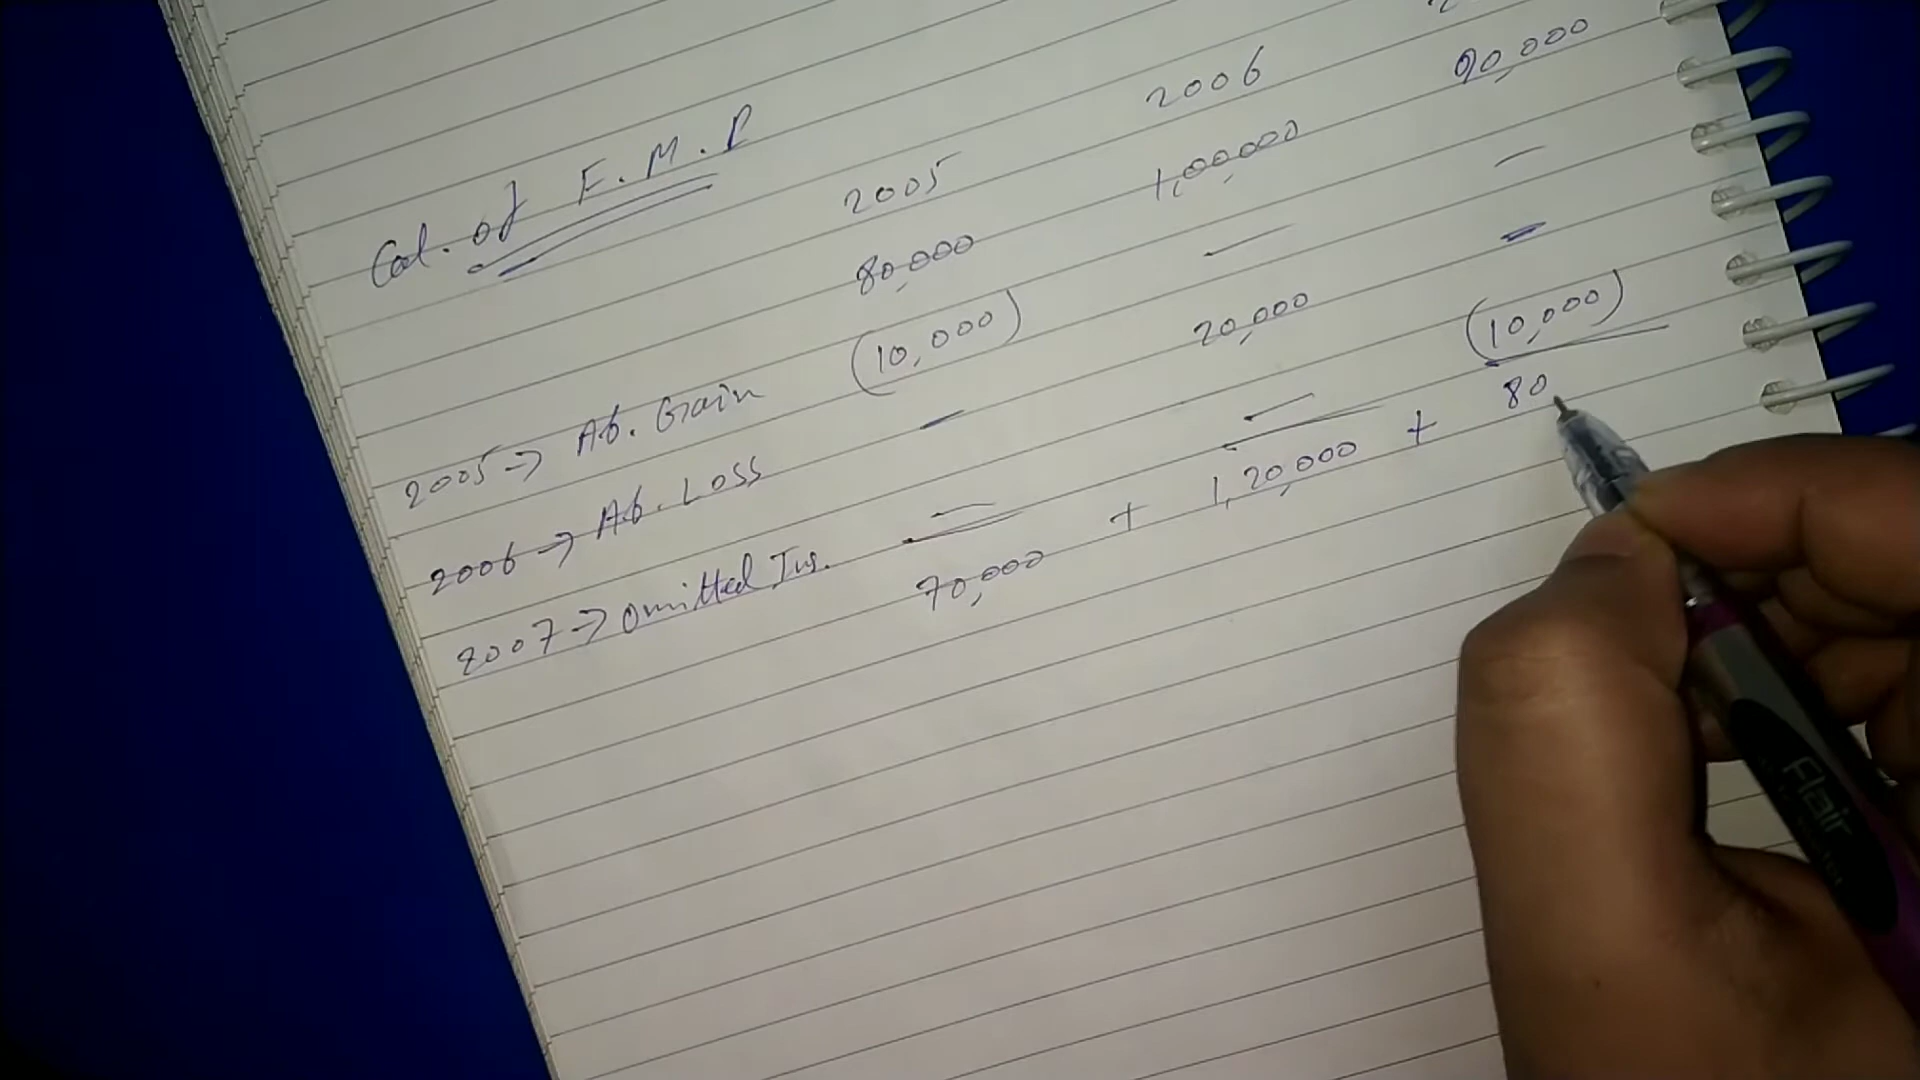 Cal. of F.M.P
2005 2006
80,000 1,00,000 90,000
2005 → Ab. Gain (10,000) — —
2006 → Ab. Loss — 20,000 —
2007 → Omitted Ins. — — (10,000)
70,000 + 1,20,000 + 80
Flair